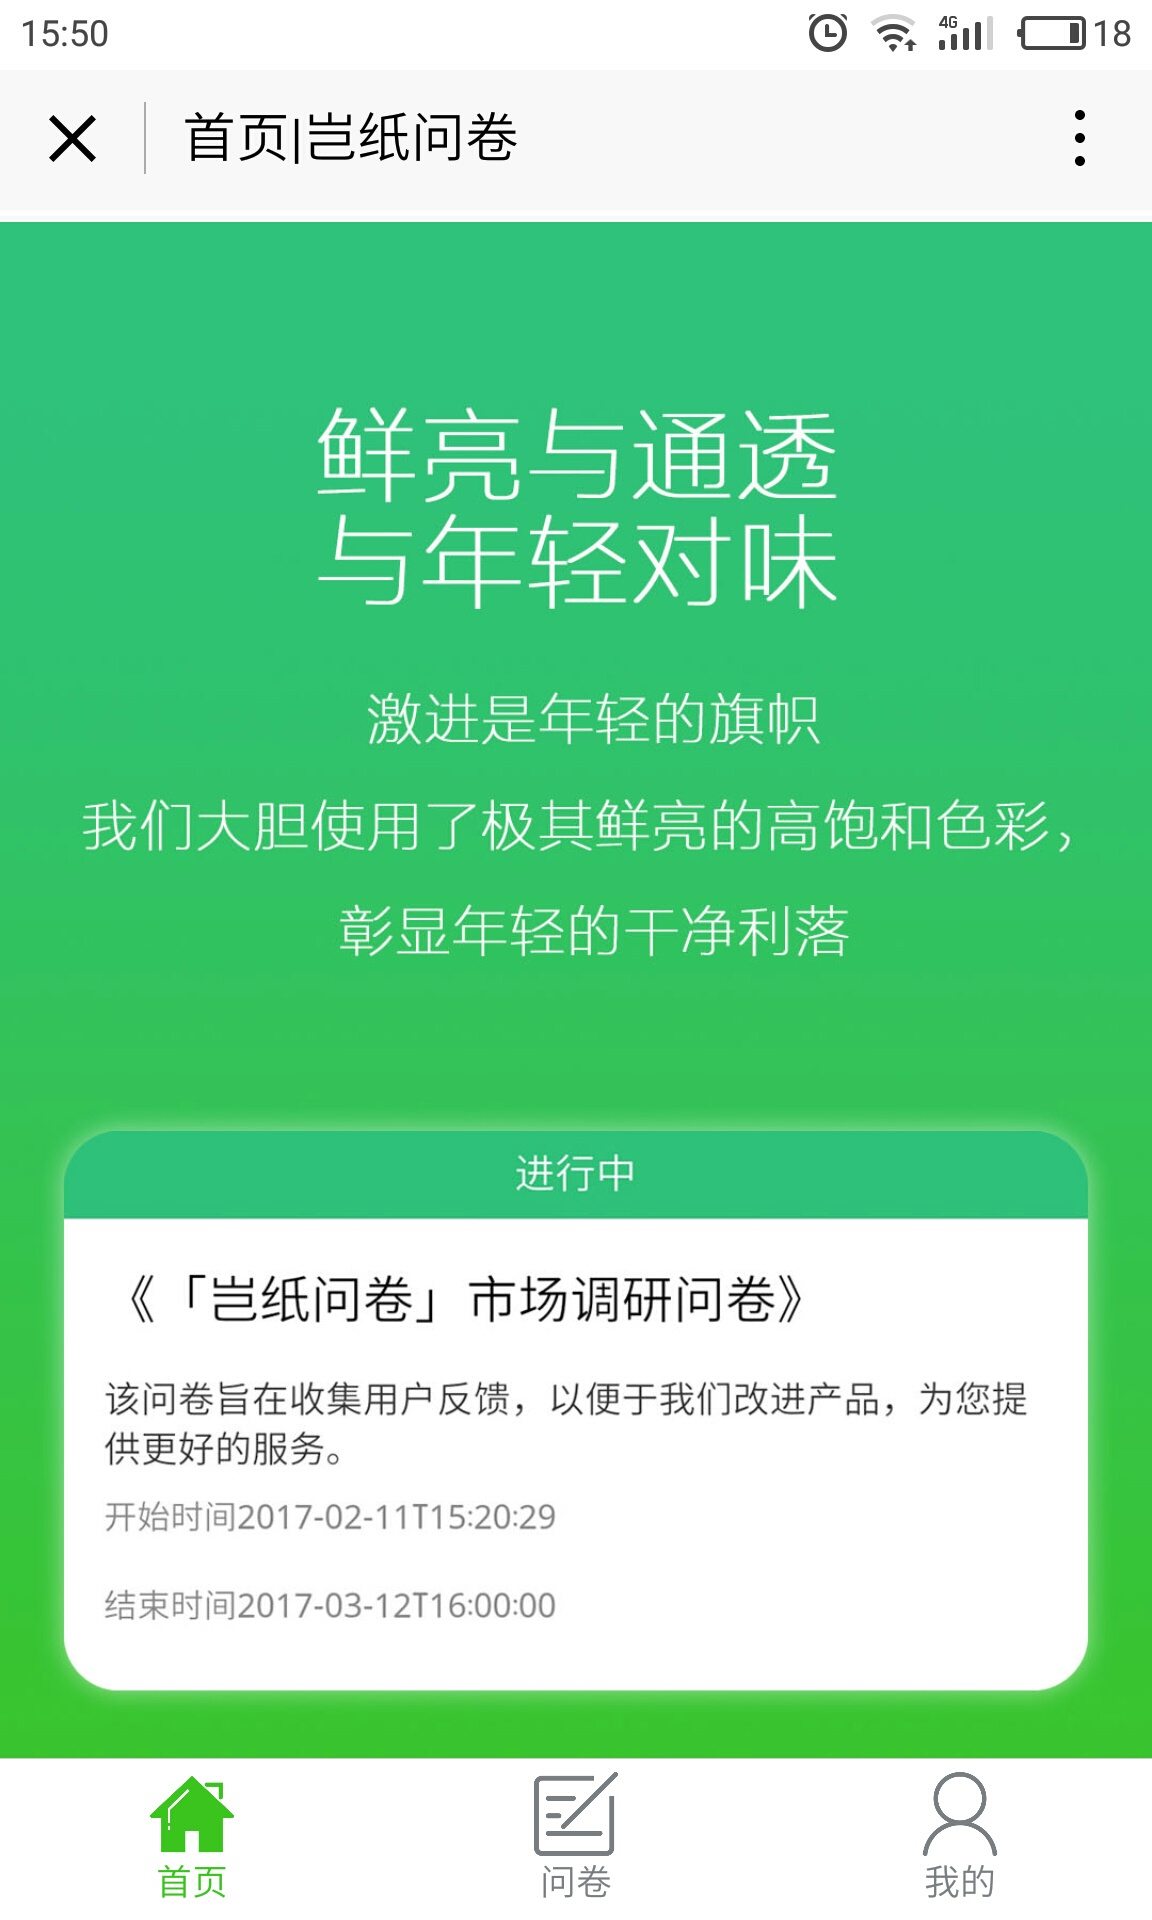 15:50
4G
18
首页|岂纸问卷
鲜亮与通透
与年轻对味
激进是年轻的旗帜
我们大胆使用了极其鲜亮的高饱和色彩，
彰显年轻的干净利落
进行中
《「岂纸问卷」市场调研问卷》
该问卷旨在收集用户反馈，以便于我们改进产品，为您提
供更好的服务。
开始时间2017-02-11T15:20:29
结束时间2017-03-12T16:00:00
首页
问卷
我的